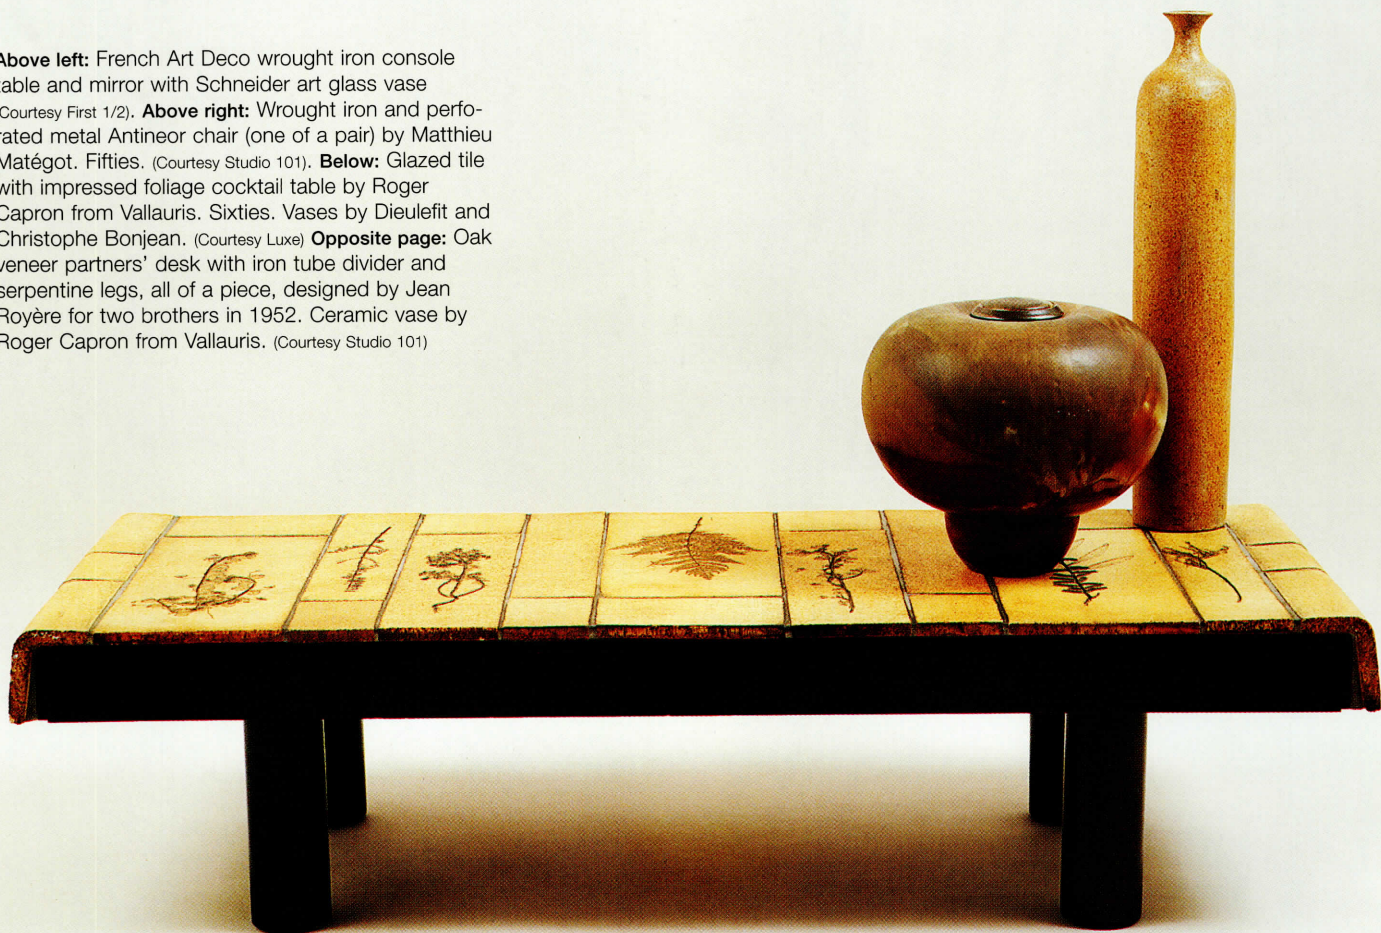 Above left: French Art Deco wrought iron console
table and mirror with Schneider art glass vase
(Courtesy First 1/2). Above right: Wrought iron and perfo-
rated metal Antineor chair (one of a pair) by Matthieu
Matégot. Fifties. (Courtesy Studio 101). Below: Glazed tile
with impressed foliage cocktail table by Roger
Capron from Vallauris. Sixties. Vases by Dieulefit and
Christophe Bonjean. (Courtesy Luxe) Opposite page: Oak
veneer partners' desk with iron tube divider and
serpentine legs, all of a piece, designed by Jean
Royère for two brothers in 1952. Ceramic vase by
Roger Capron from Vallauris. (Courtesy Studio 101)